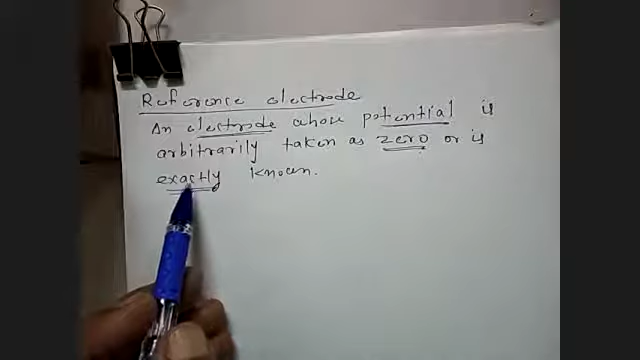 Reference electrode
An electrode whose potential is
arbitrarily taken as zero or is
exactly known.